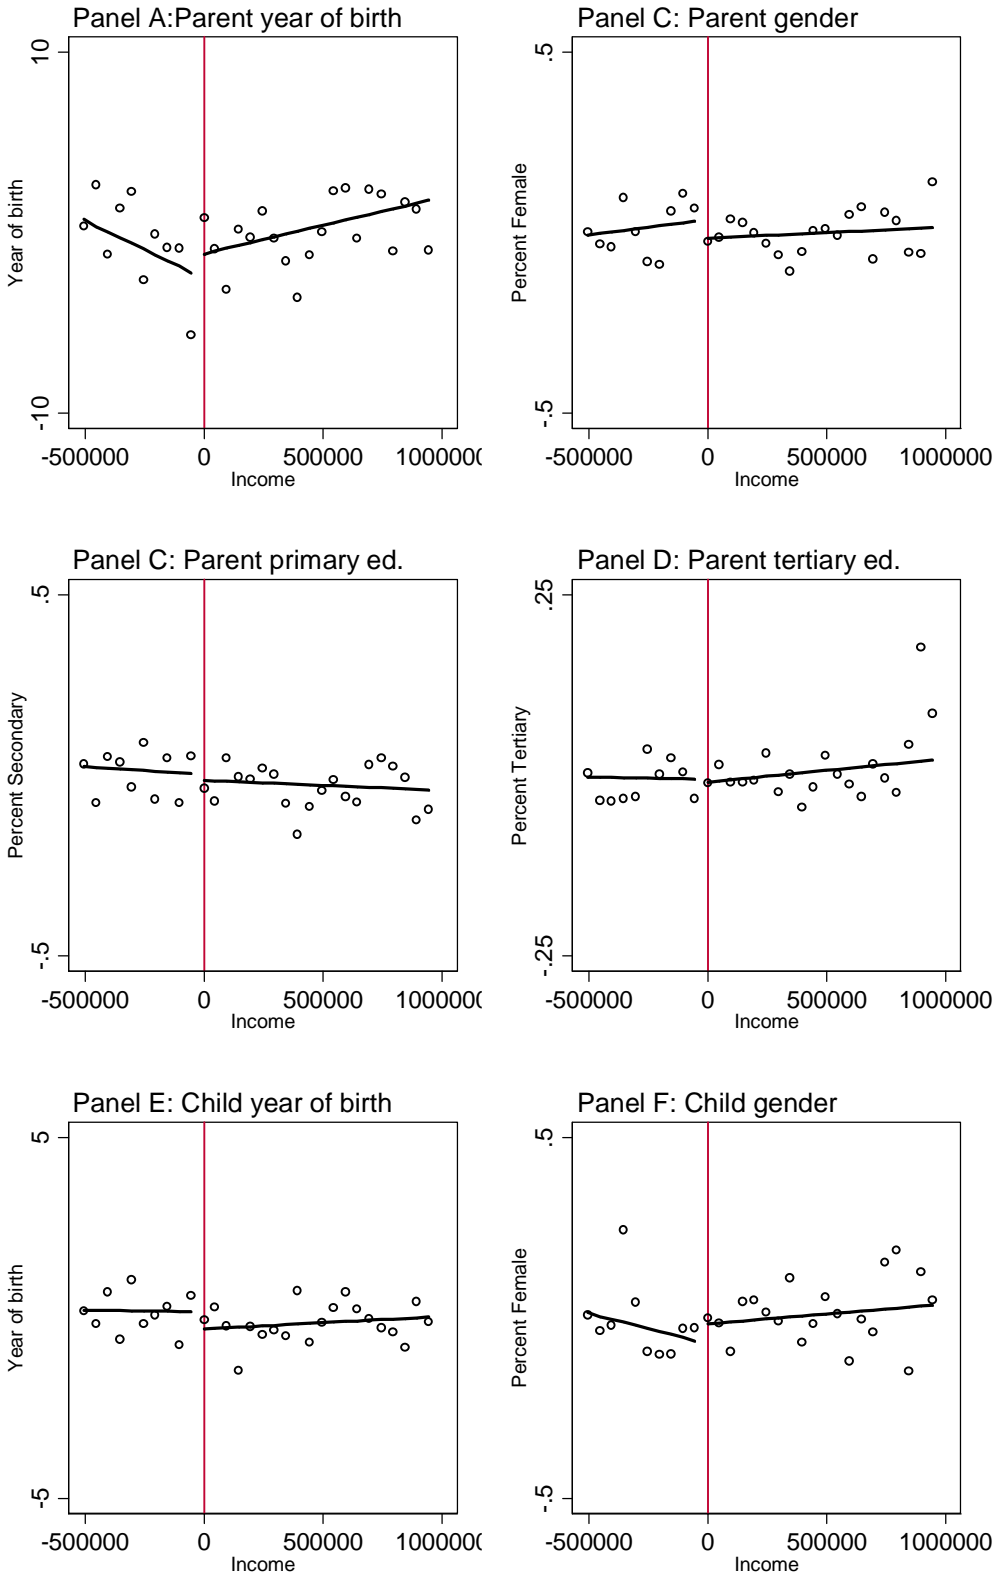 Panel A:Parent year of birth
10
-10
Year of birth
-500000 0 500000 1000000
Income
Panel C: Parent gender
.5
-.5
Percent Female
-500000 0 500000 1000000
Income
Panel C: Parent primary ed.
.5
-.5
Percent Secondary
-500000 0 500000 1000000
Income
Panel D: Parent tertiary ed.
.25
-.25
Percent Tertiary
-500000 0 500000 1000000
Income
Panel E: Child year of birth
5
-5
Year of birth
-500000 0 500000 1000000
Income
Panel F: Child gender
.5
-.5
Percent Female
-500000 0 500000 1000000
Income